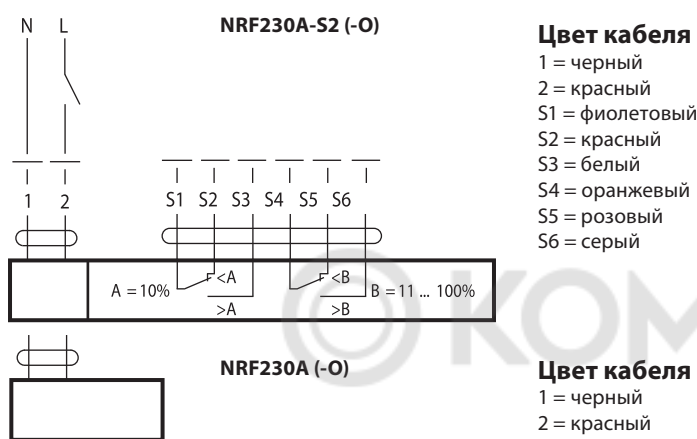 N L
NRF230A-S2 (-O)
Цвет кабеля
1 = черный
2 = красный
S1 = фиолетовый
S2 = красный
S3 = белый
S4 = оранжевый
S5 = розовый
S6 = серый
1 2 S1 S2 S3 S4 S5 S6
A = 10% <A >A <B >B B = 11 ... 100%
© KOM
NRF230A (-O)
Цвет кабеля
1 = черный
2 = красный